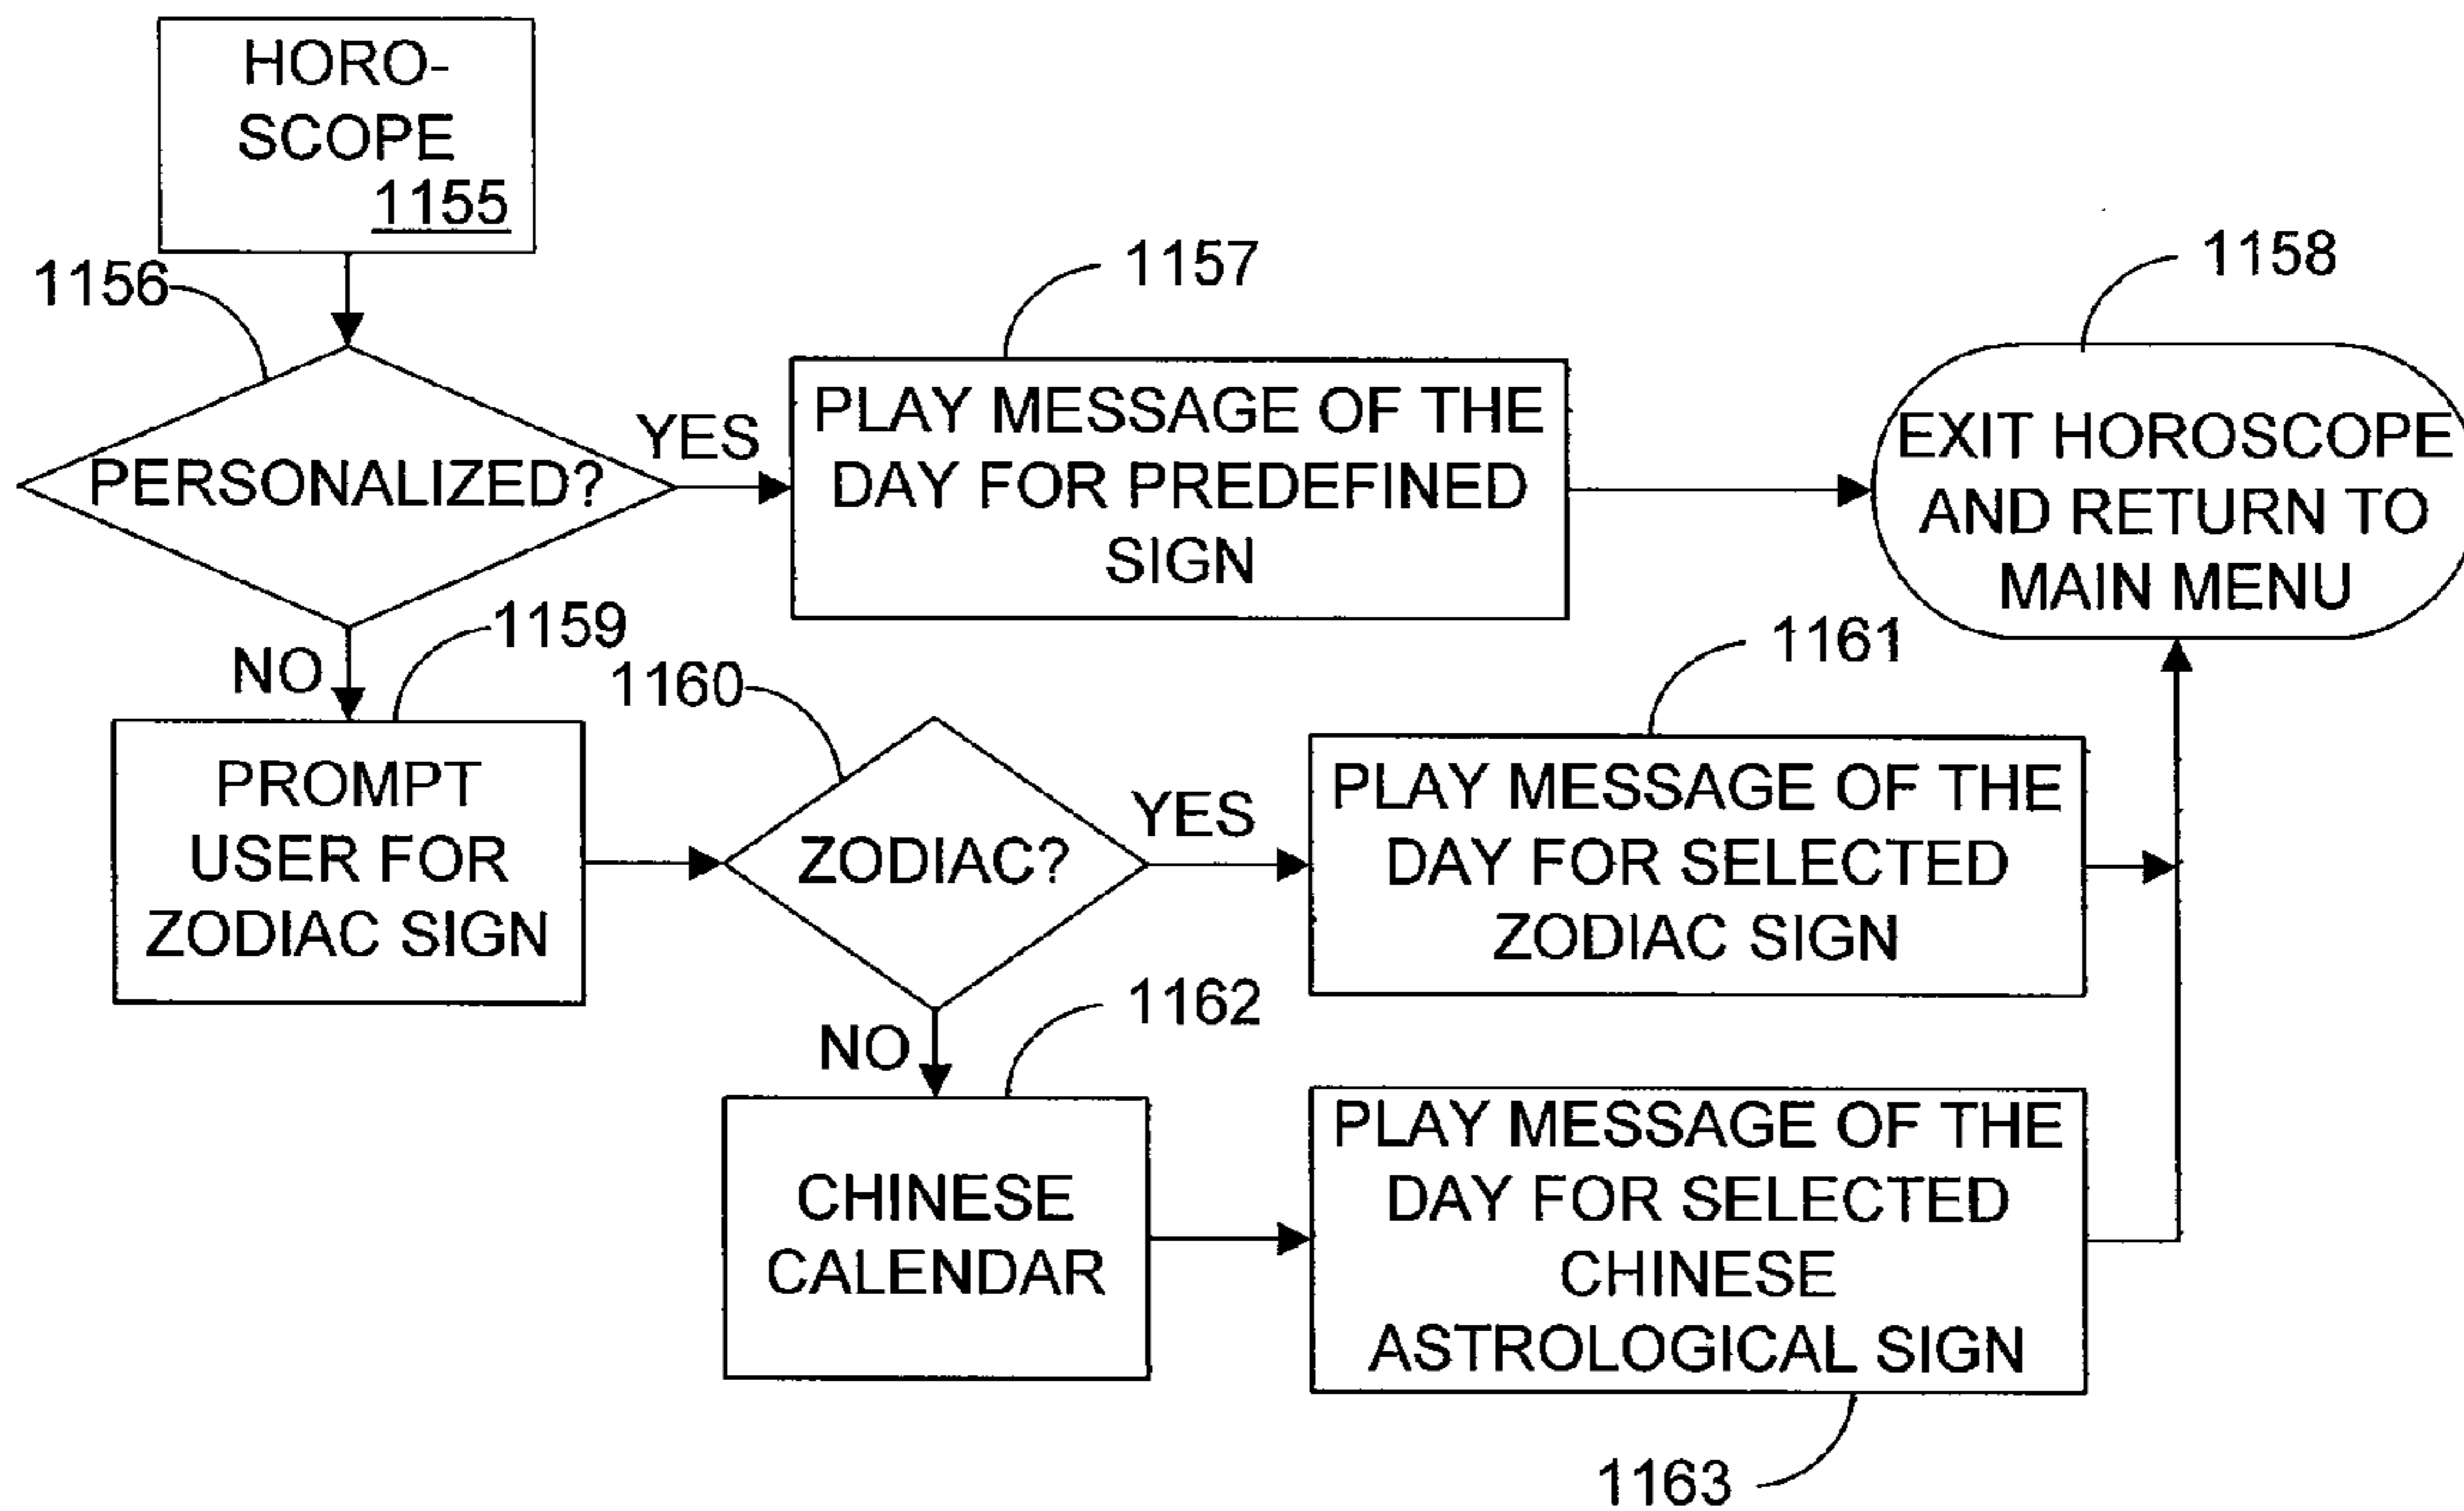 HORO-
SCOPE
1155
1156
1157
1158
PERSONALIZED?
YES
PLAY MESSAGE OF THE
DAY FOR PREDEFINED
SIGN
EXIT HOROSCOPE
AND RETURN TO
MAIN MENU
NO
1159
PROMPT
USER FOR
ZODIAC SIGN
1160
ZODIAC?
YES
1161
PLAY MESSAGE OF THE
DAY FOR SELECTED
ZODIAC SIGN
NO
1162
CHINESE
CALENDAR
PLAY MESSAGE OF THE
DAY FOR SELECTED
CHINESE
ASTROLOGICAL SIGN
1163